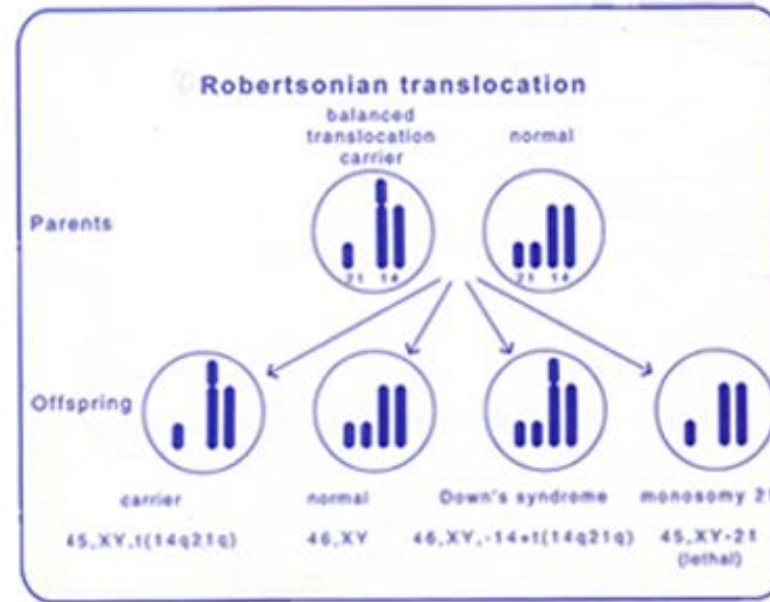 Robertsonian translocation
balanced
translocation
carrier
normal
Parents
21 14
21 14
Offspring
carrier
normal
Down's syndrome
monosomy 21
45,XY,t(14q21q)
46,XY
46,XY,-14+t(14q21q)
45,XY-21
(lethal)